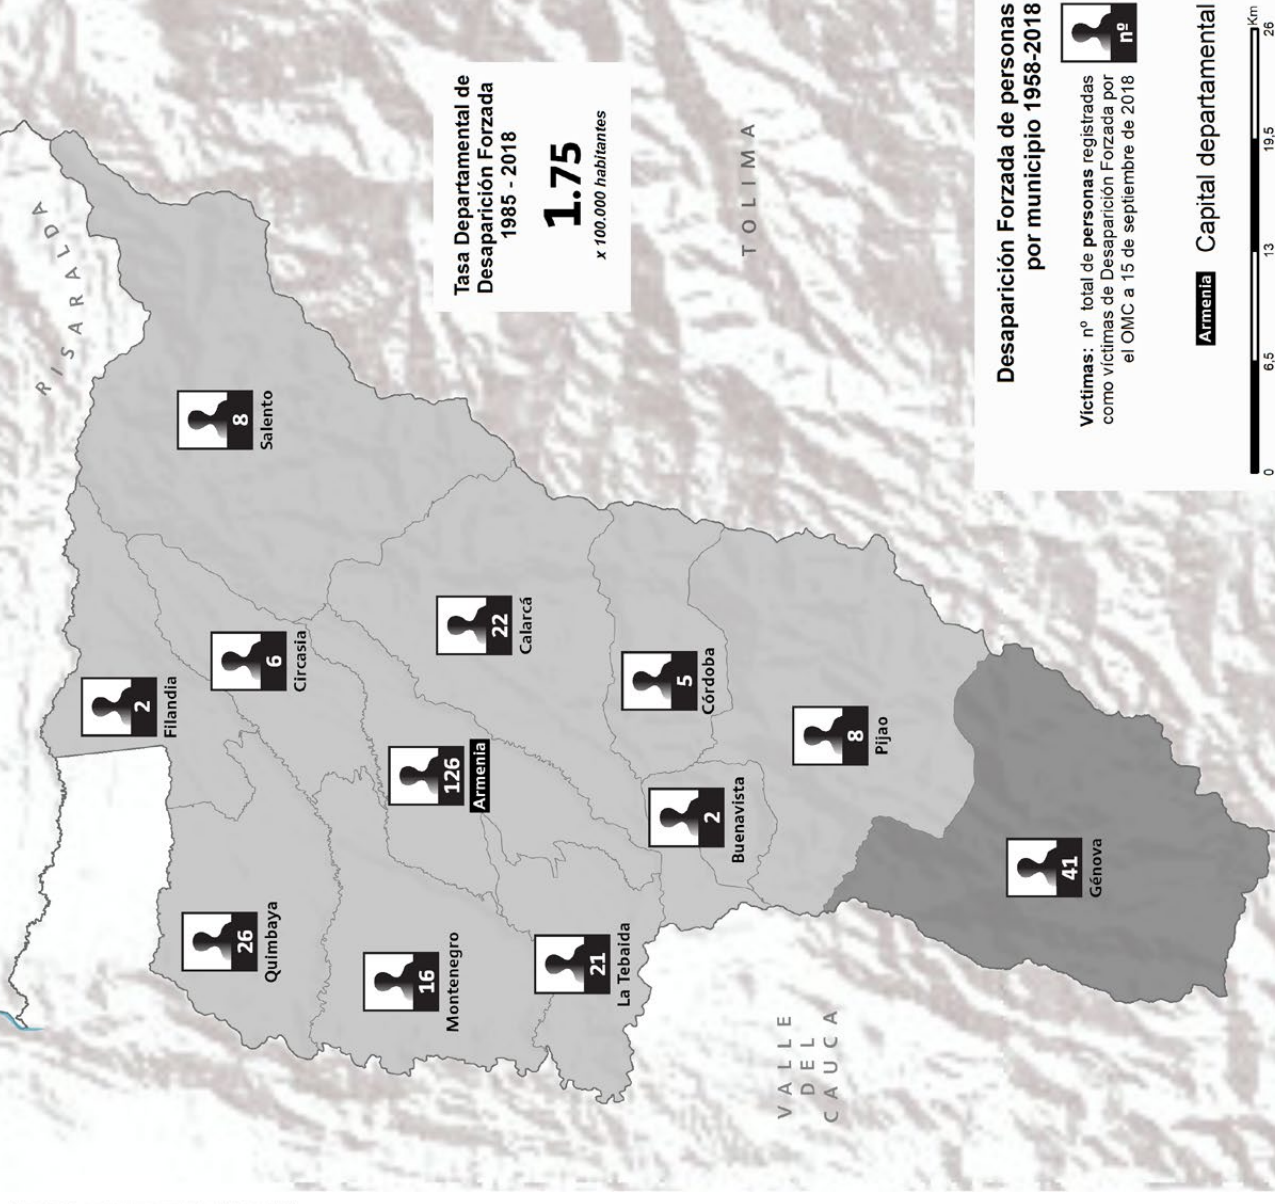 RISARALDA
8
Salento
2
Filandia
6
Circasia
26
Quimbaya
126
Armenia
22
Calarcá
16
Montenegro
21
La Tebaida
5
Córdoba
2
Buenavista
8
Pijao
41
Génova
VALLE
DEL
CAUCA
TOLIMA
Tasa Departamental de
Desaparición Forzada
1985 - 2018
1.75
x 100.000 habitantes
Desaparición Forzada de personas
por municipio 1958-2018
Víctimas: nº total de personas registradas
como víctimas de Desaparición Forzada por
el OMC a 15 de septiembre de 2018
nº
Armenia Capital departamental
0 6,5 13 19,5 26 Km